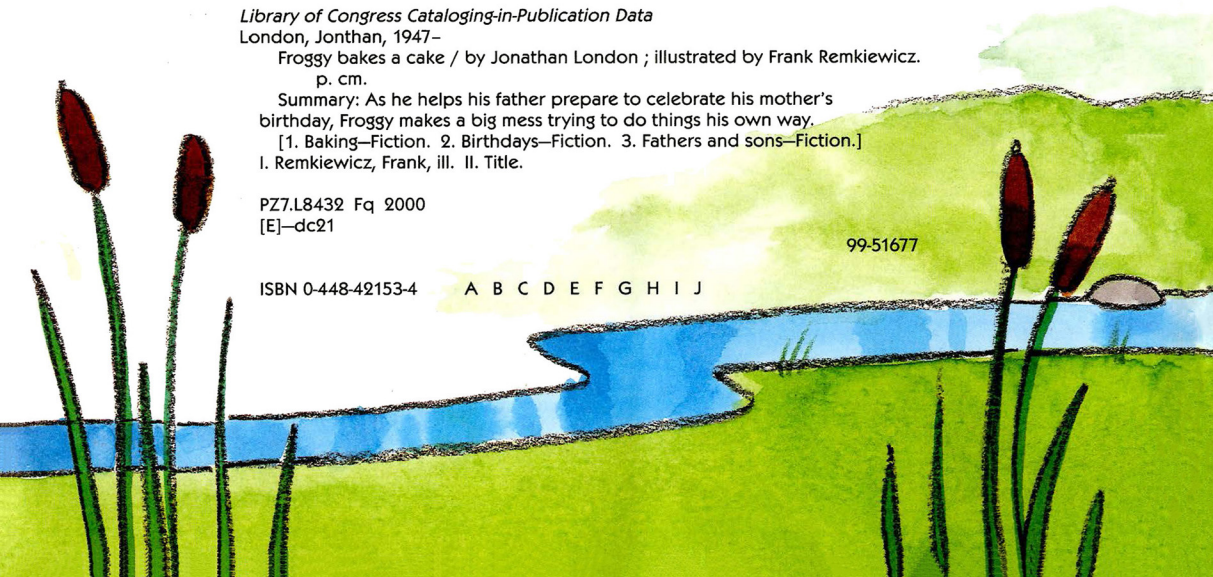 Library of Congress Cataloging-in-Publication Data
London, Jonthan, 1947–
Froggy bakes a cake / by Jonathan London ; illustrated by Frank Remkiewicz.
p. cm.
Summary: As he helps his father prepare to celebrate his mother's
birthday, Froggy makes a big mess trying to do things his own way.
[1. Baking—Fiction. 2. Birthdays—Fiction. 3. Fathers and sons—Fiction.]
I. Remkiewicz, Frank, ill. II. Title.
PZ7.L8432 Fq 2000
[E]—dc21
99-51677
ISBN 0-448-42153-4 A B C D E F G H I J